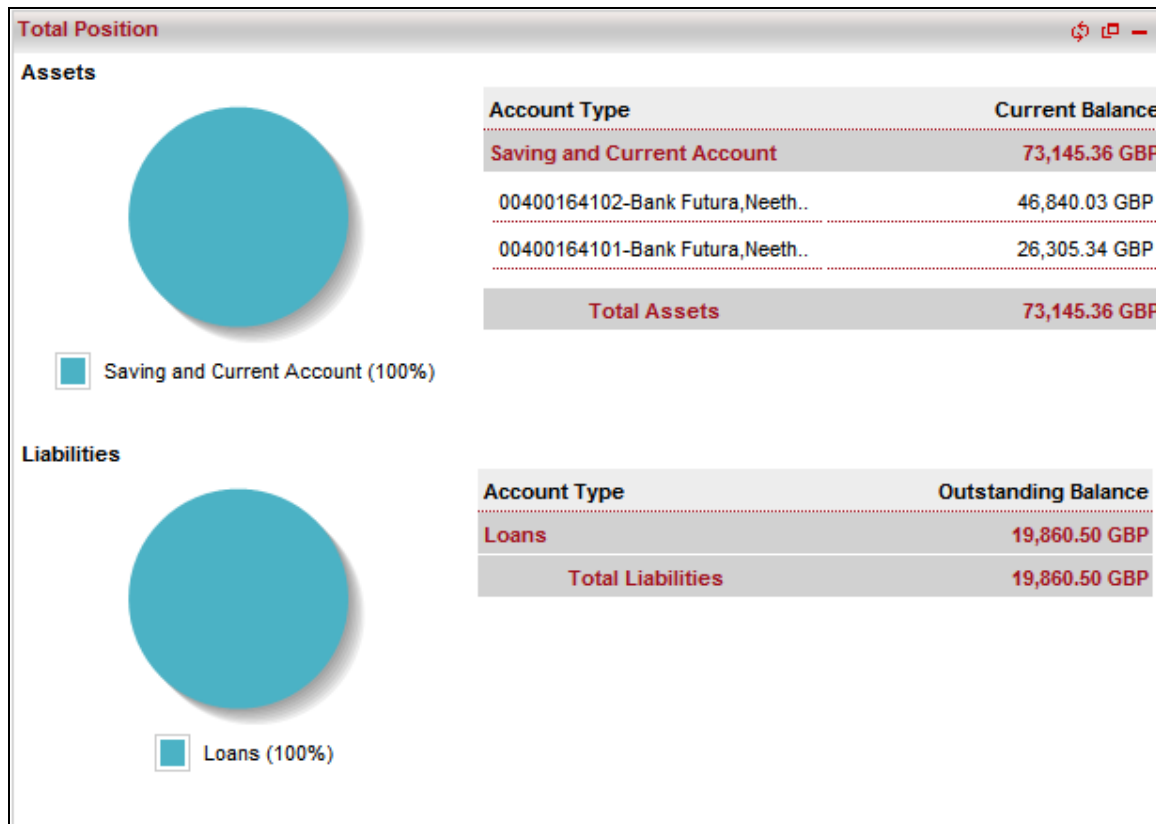 Total Position
Assets
Account Type Current Balance
Saving and Current Account 73,145.36 GBP
00400164102-Bank Futura,Neeth.. 46,840.03 GBP
00400164101-Bank Futura,Neeth.. 26,305.34 GBP
Total Assets 73,145.36 GBP
Saving and Current Account (100%)
Liabilities
Account Type Outstanding Balance
Loans 19,860.50 GBP
Total Liabilities 19,860.50 GBP
Loans (100%)